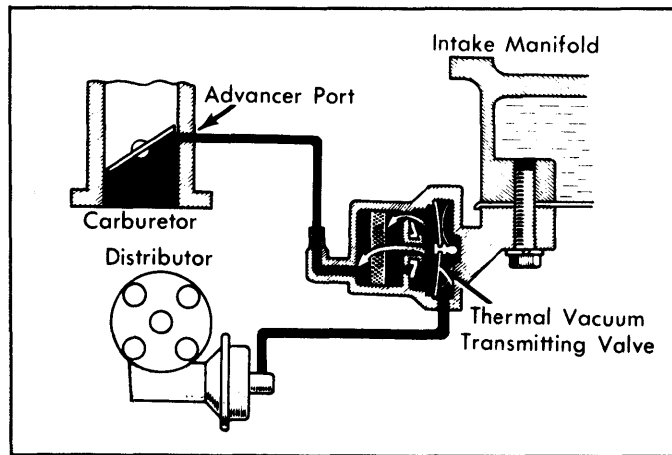 Intake Manifold
Advancer Port
Carburetor
Distributor
Thermal Vacuum
Transmitting Valve